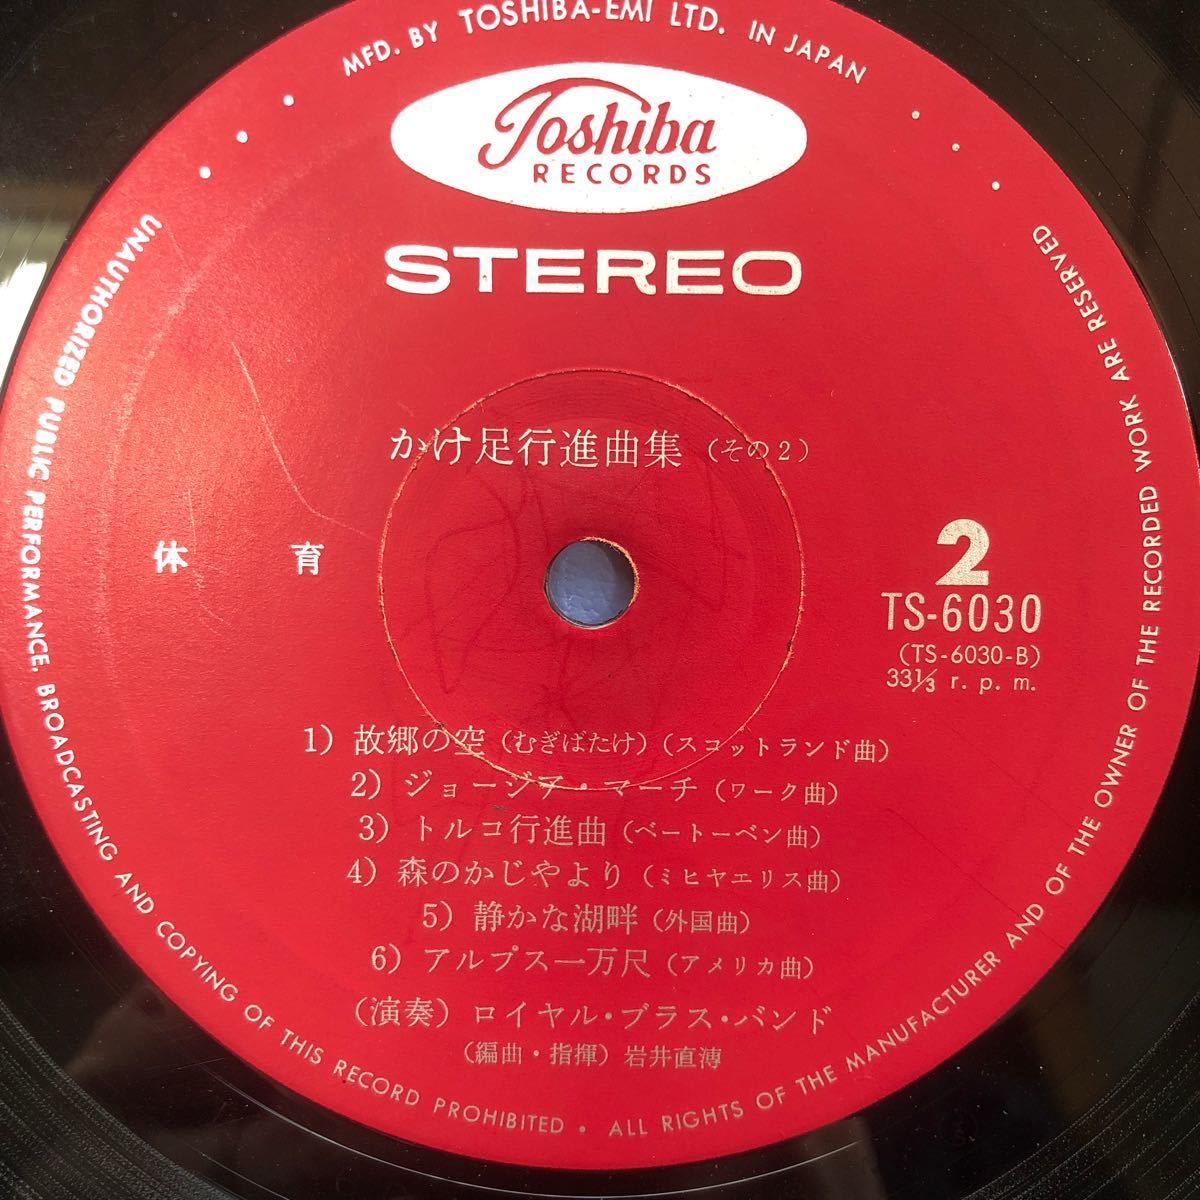 MFD. BY TOSHIBA-EMI LTD. IN JAPAN
Toshiba
RECORDS
STEREO
かけ足行進曲集（その2）
体育
2
TS-6030
(TS-6030-B)
33⅓ r. p. m.
1）故郷の空（むぎばたけ）（スコットランド曲）
2）ジョージア・マーチ（ワーク曲）
3）トルコ行進曲（ベートーベン曲）
4）森のかじやより（ミヒヤエリス曲）
5）静かな湖畔（外国曲）
6）アルプス一万尺（アメリカ曲）
（演奏）ロイヤル・ブラス・バンド
（編曲・指揮）岩井直溥
UNAUTHORIZED PUBLIC PERFORMANCE, BROADCASTING AND COPYING OF THIS RECORD PROHIBITED • ALL RIGHTS OF THE MANUFACTURER AND OF THE OWNER OF THE RECORDED WORK ARE RESERVED